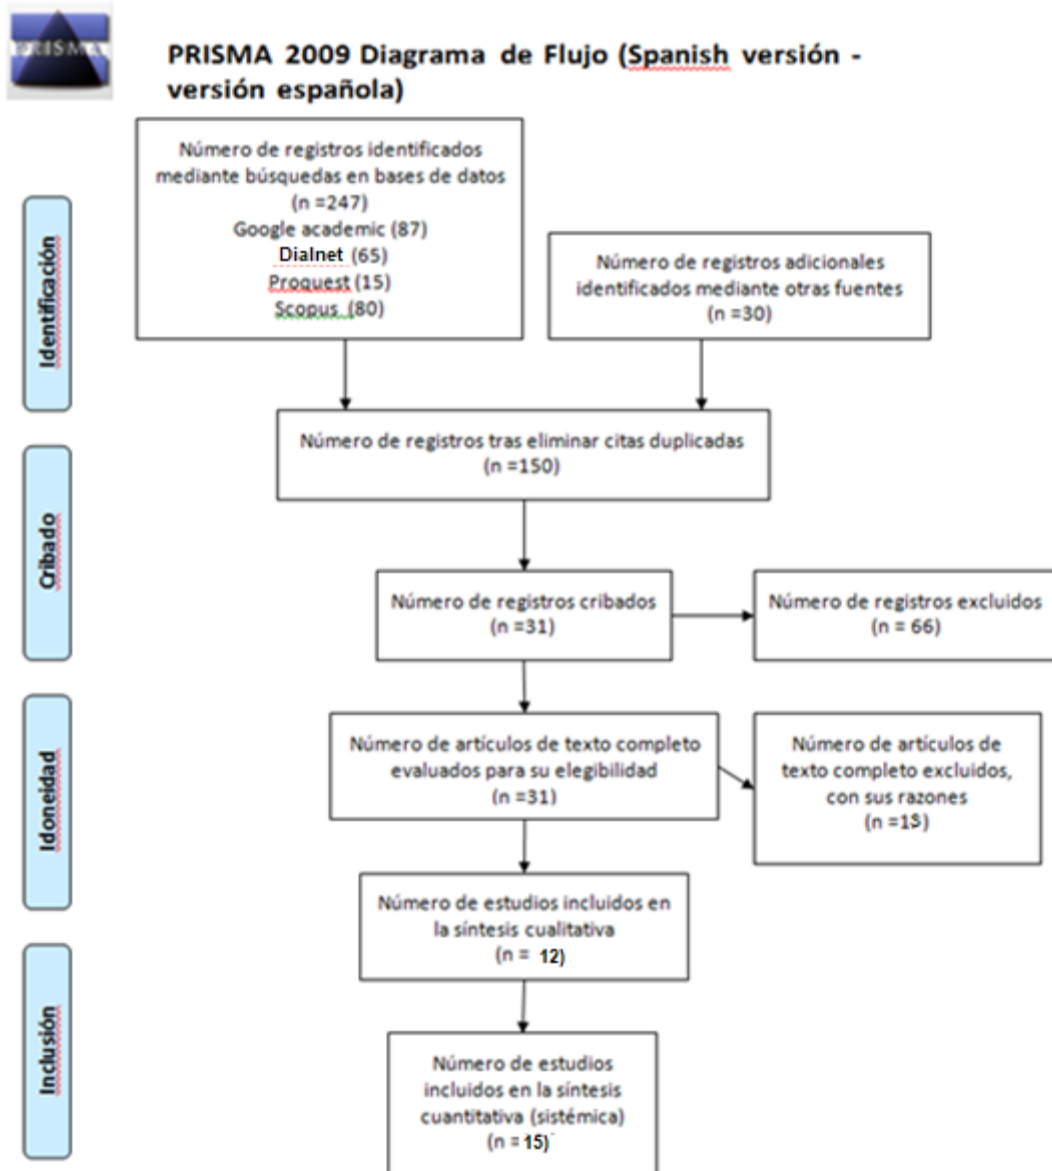 PRISMA
PRISMA 2009 Diagrama de Flujo (Spanish versión -
versión española)
Identificación
Número de registros identificados
mediante búsquedas en bases de datos
(n =247)
Google academic (87)
Dialnet (65)
Proquest (15)
Scopus (80)
Número de registros adicionales
identificados mediante otras fuentes
(n =30)
Número de registros tras eliminar citas duplicadas
(n =150)
Cribado
Número de registros cribados
(n =31)
Número de registros excluidos
(n = 66)
Idoneidad
Número de artículos de texto completo
evaluados para su elegibilidad
(n =31)
Número de artículos de
texto completo excluidos,
con sus razones
Número de estudios incluidos en
la síntesis cualitativa
(n = 12)
Inclusión
Número de estudios
incluidos en la síntesis
cuantitativa (sistémica)
(n = 15)